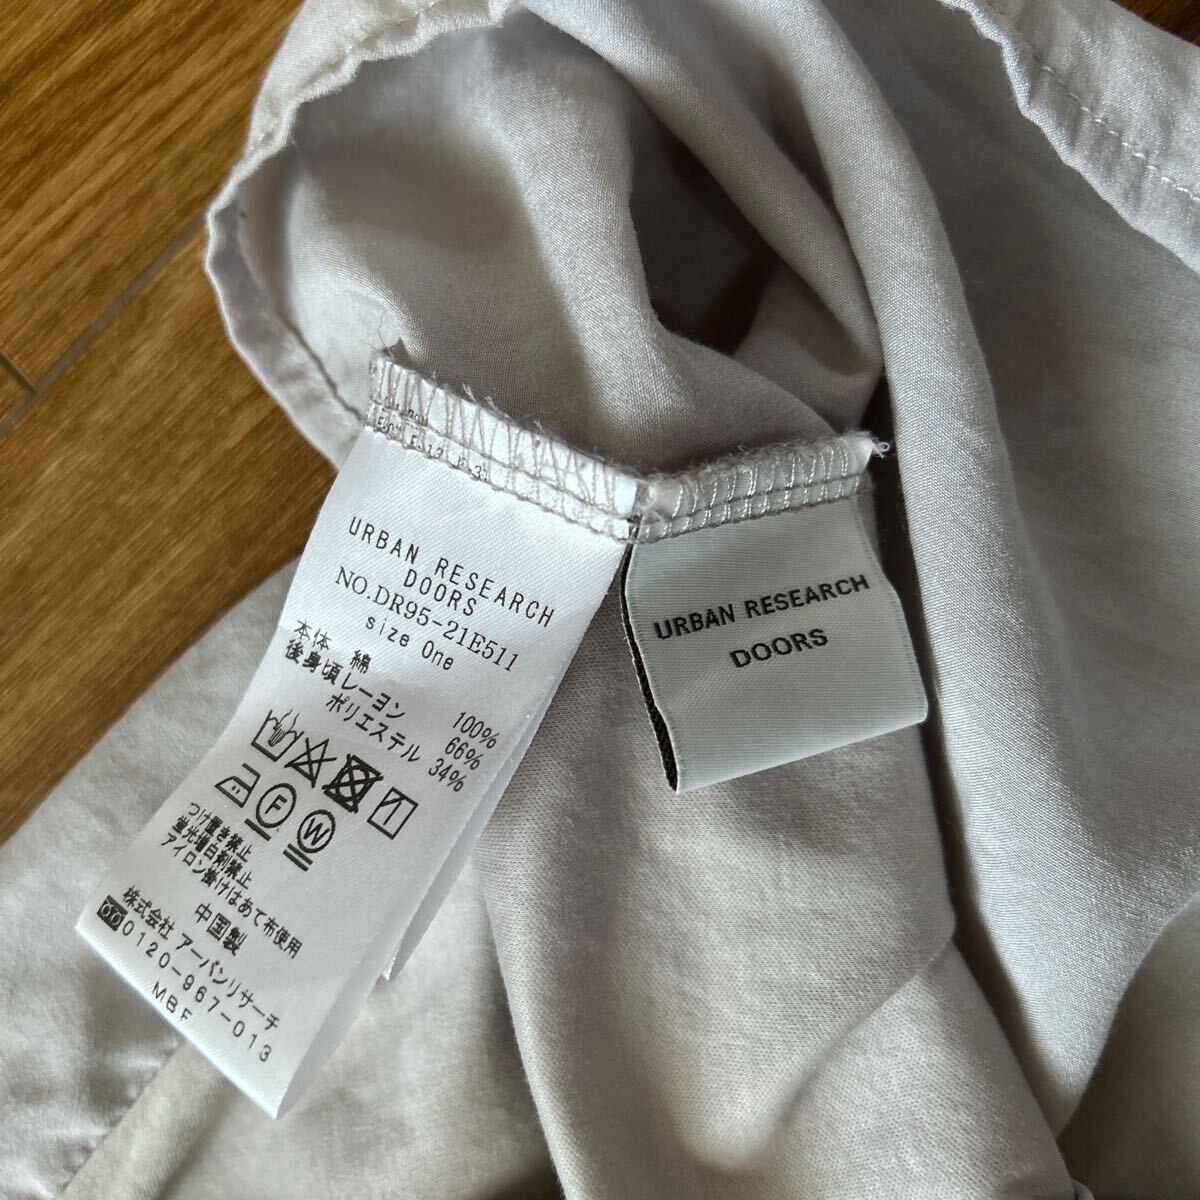 URBAN RESEARCH
DOORS
NO.DR95-21E511
size One
本体 綿 100%
後身頃レーヨン 66%
ポリエステル 34%
F
W
つけ置き禁止
蛍光増白剤禁止
アイロン掛けはあて布使用
中国製
株式会社 アーバンリサーチ
0120-967-013
MBF
URBAN RESEARCH
DOORS